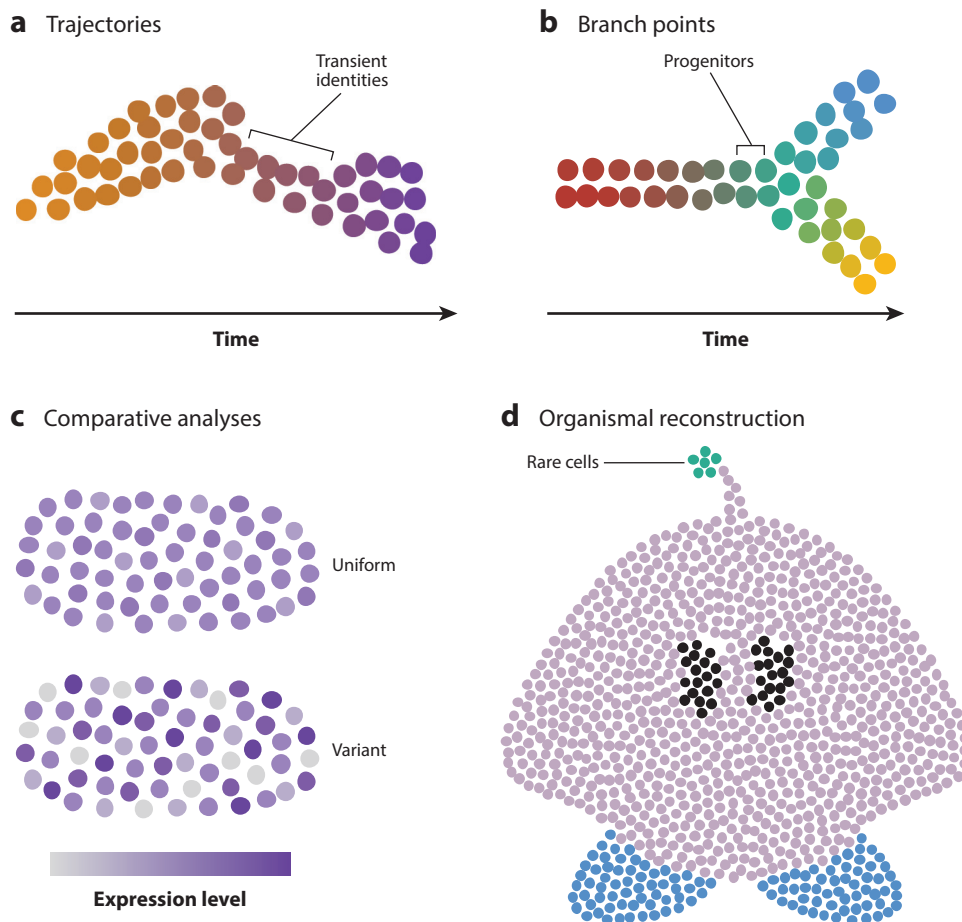 a Trajectories
Transient
identities
Time
b Branch points
Progenitors
Time
c Comparative analyses
Uniform
Variant
Expression level
d Organismal reconstruction
Rare cells